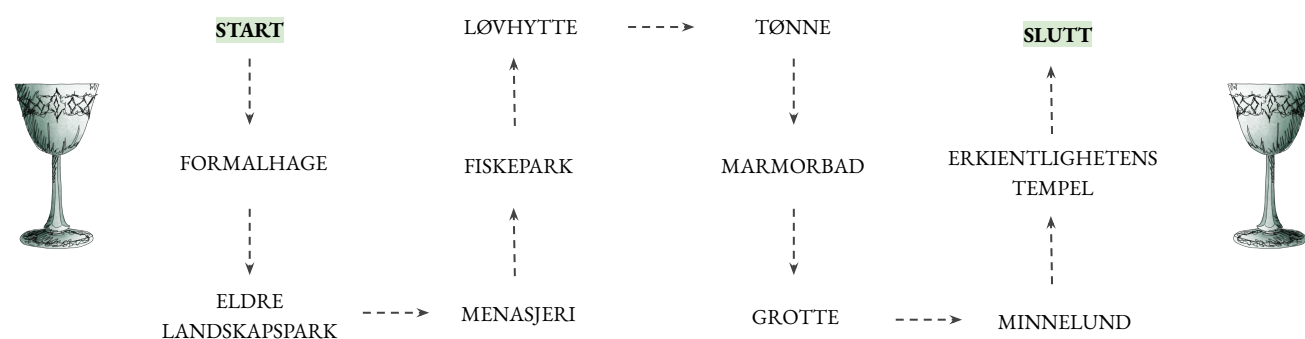 START
FORMALHAGE
ELDRE
LANDSKAPSPARK
MENASJERI
FISKEPARK
LØVHYTTE
TØNNE
MARMORBAD
GROTTE
MINNELUND
ERKIENTLIGHETENS
TEMPEL
SLUTT